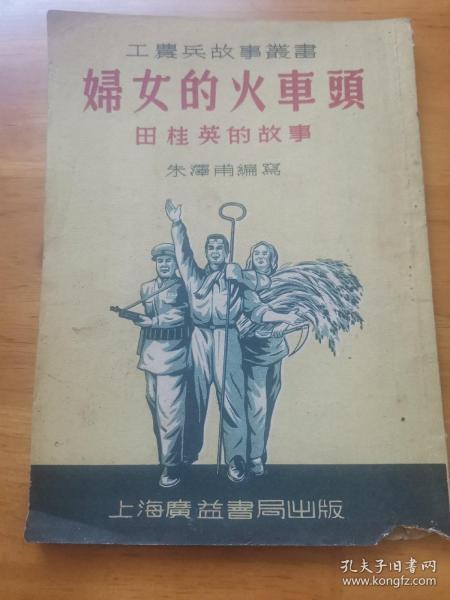 工農兵故事叢書
婦女的火車頭
田桂英的故事
朱澤甫編寫
上海廣益書局出版
孔夫子旧书网
www.kongfz.com